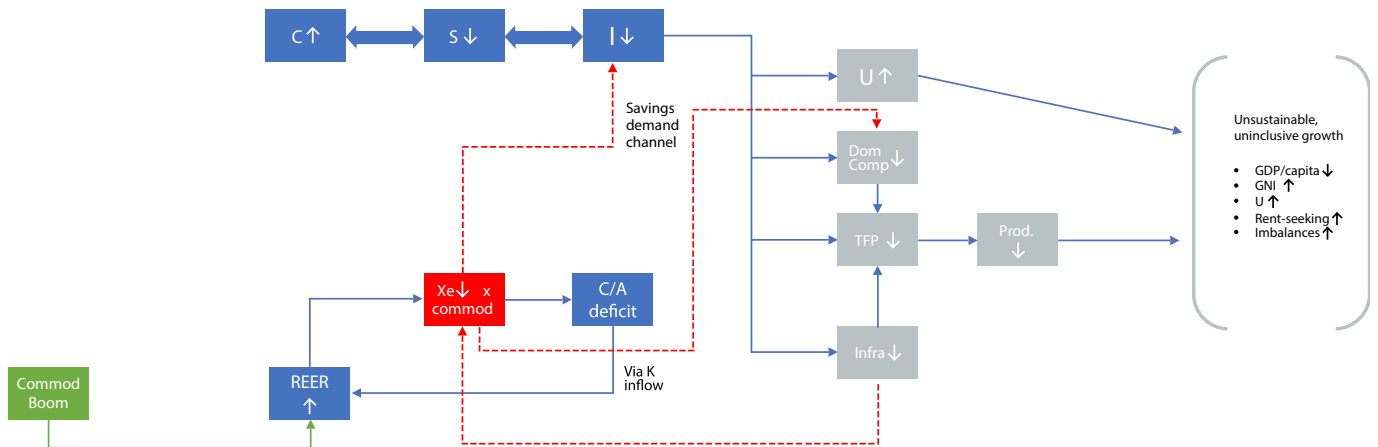 C ↑
S ↓
I ↓
U ↑
Savings
demand
channel
Dom
Comp ↓
TFP ↓
Prod.
↓
Unsustainable,
uninclusive growth
• GDP/capita ↓
• GNI ↑
• U ↑
• Rent-seeking ↑
• Imbalances ↑
Xe ↓ x
commod
C/A
deficit
Infra ↓
Via K
inflow
REER
↑
Commod
Boom